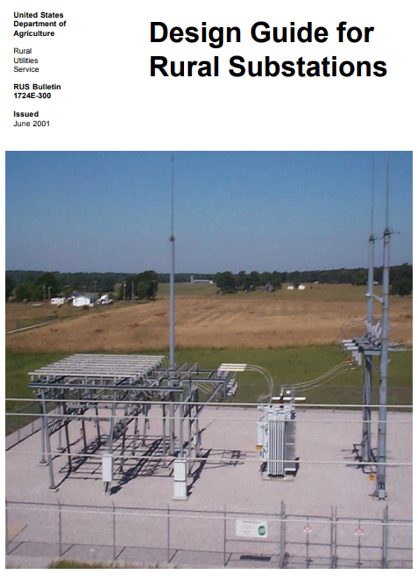 United States
Department of
Agriculture
Rural
Utilities
Service
RUS Bulletin
1724E-300
Issued
June 2001
Design Guide for
Rural Substations